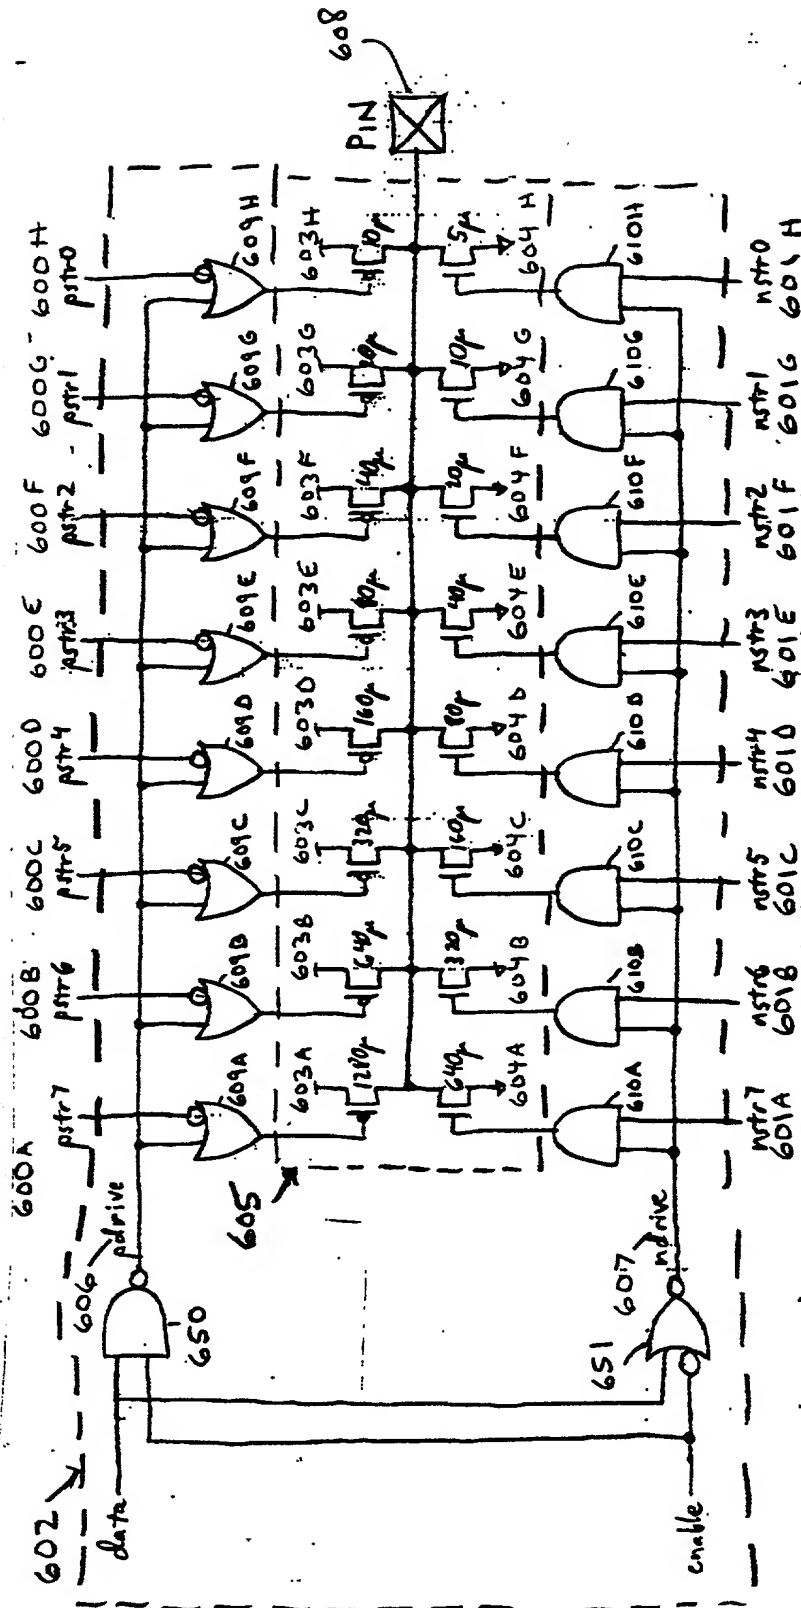 600A
600B
600C
600D
600E
600F
600G
600H
pstr7
pstr6
pstr5
pstr4
pstr3
pstr2
pstr1
pstr0
602
data
606
pdrive
650
609A
609B
609C
609D
609E
609F
609G
609H
605
603A
603B
603C
603D
603E
603F
603G
603H
PIN
608
1280μ
640μ
320μ
160μ
80μ
40μ
20μ
10μ
640μ
320μ
160μ
80μ
40μ
20μ
10μ
5μ
604A
604B
604C
604D
604E
604F
604G
604H
610A
610B
610C
610D
610E
610F
610G
610H
651
607
ndrive
enable
nstr7
nstr6
nstr5
nstr4
nstr3
nstr2
nstr1
nstr0
601A
601B
601C
601D
601E
601F
601G
601H